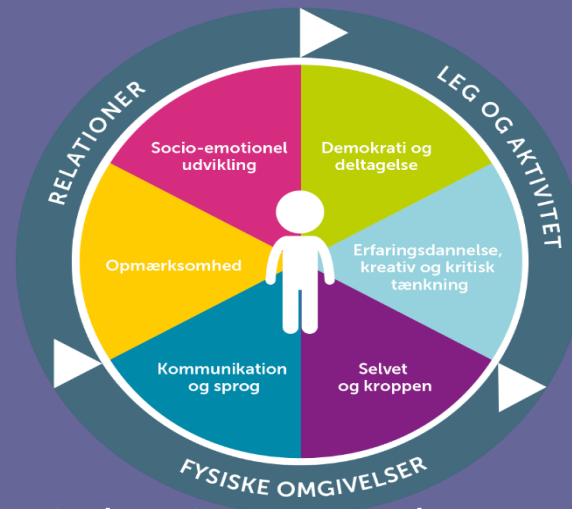 RELATIONER
LEG OG AKTIVITET
Socio-emotionel
udvikling
Demokrati og
deltagelse
Opmærksomhed
Erfaringsdannelse,
kreativ og kritisk
tænkning
Kommunikation
og sprog
Selvet
og kroppen
FYSISKE OMGIVELSER